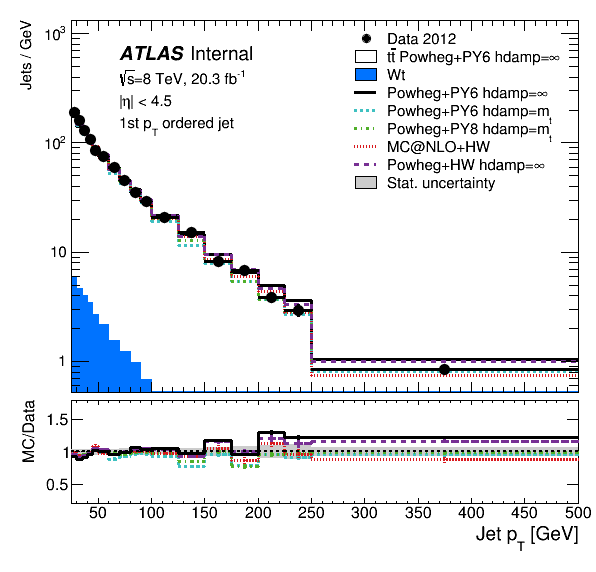 Jets / GeV
10³
10²
10
1
ATLAS Internal
√s=8 TeV, 20.3 fb⁻¹
|η| < 4.5
1st p_T ordered jet
Data 2012
tt̄ Powheg+PY6 hdamp=∞
Wt
Powheg+PY6 hdamp=∞
Powheg+PY6 hdamp=m_t
Powheg+PY8 hdamp=m_t
MC@NLO+HW
Powheg+HW hdamp=∞
Stat. uncertainty
MC/Data
1.5
1
0.5
50 100 150 200 250 300 350 400 450 500
Jet p_T [GeV]